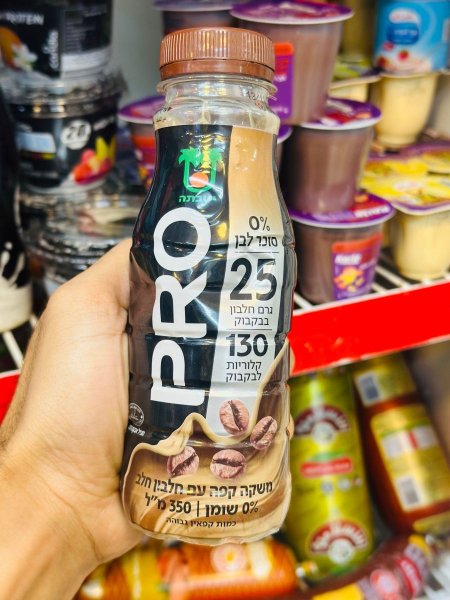 יטבתה
PRO
0%
סוכר לבן
25
גרם חלבון
בבקבוק
130
קלוריות
לבקבוק
משקה קפה עם חלבון חלב
0% שומן | 350 מ"ל
כמות קפאין גבוהה